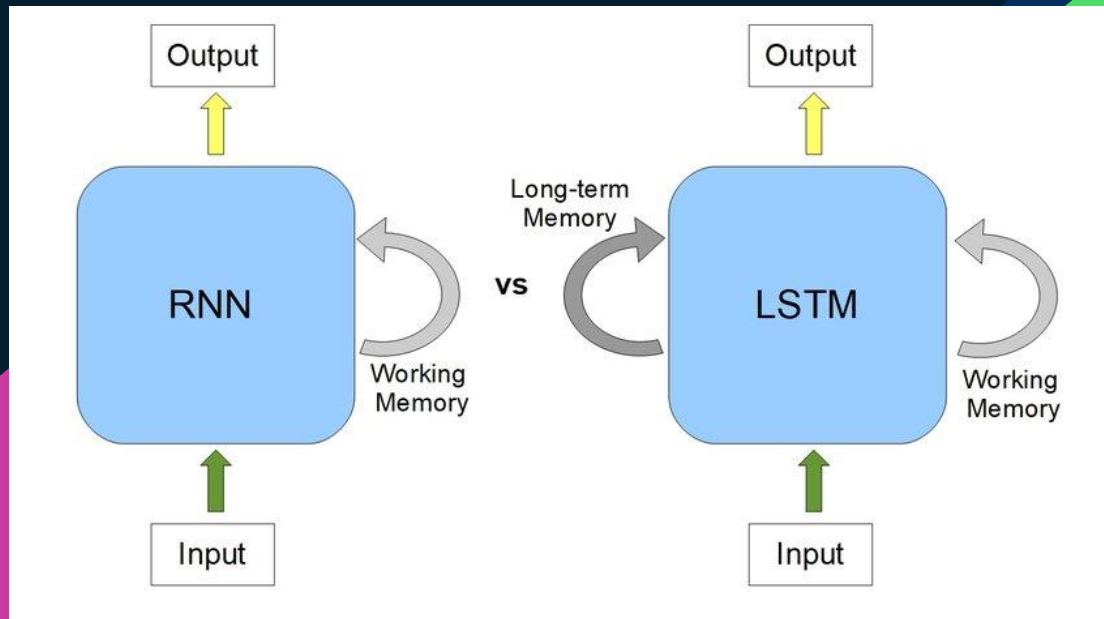 Output
RNN
Working
Memory
Input
vs
Output
Long-term
Memory
LSTM
Working
Memory
Input